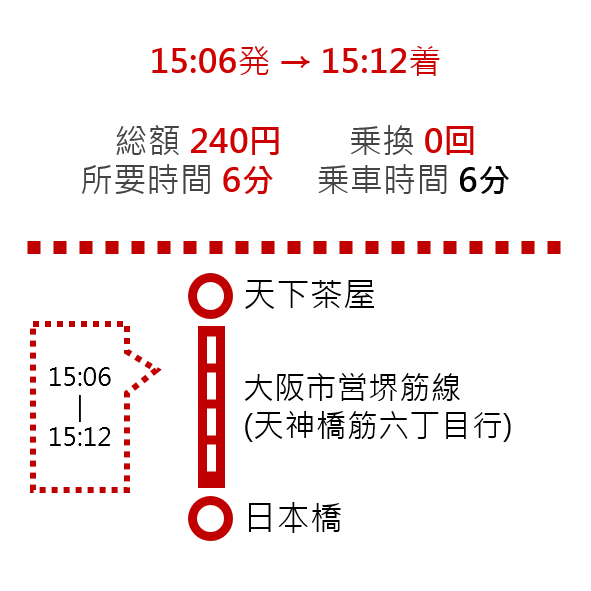 15:06発 → 15:12着
総額 240円 乗換 0回
所要時間 6分 乗車時間 6分
天下茶屋
15:06
|
15:12
大阪市営堺筋線
(天神橋筋六丁目行)
日本橋